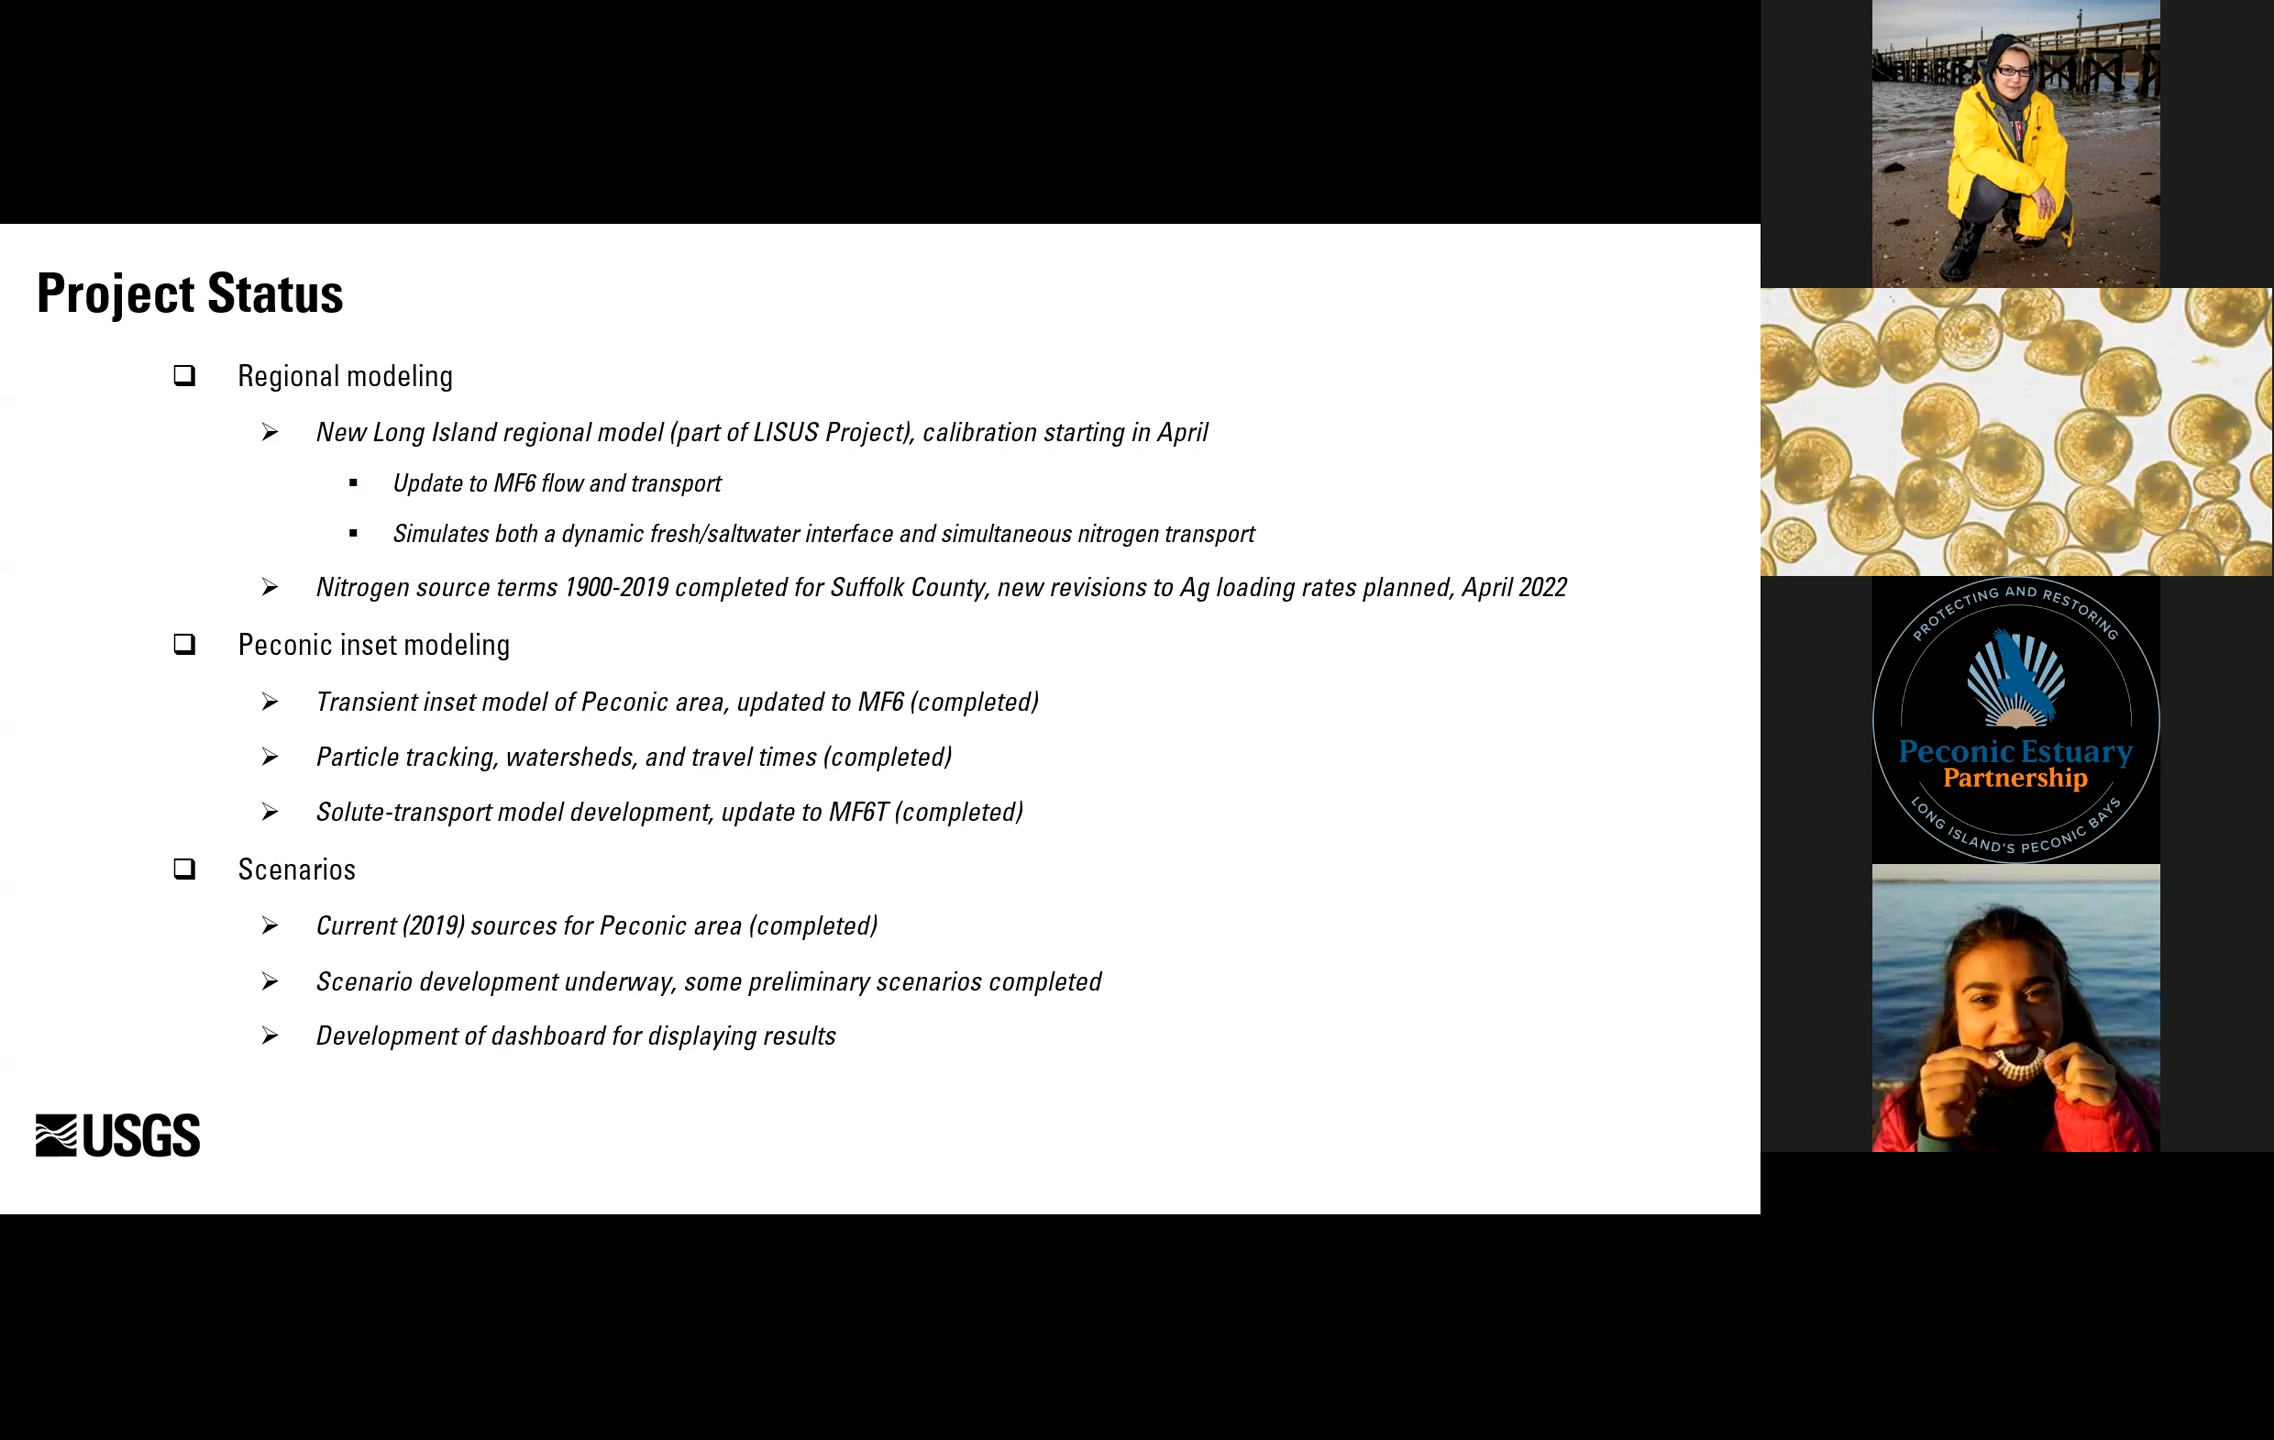 Project Status
Regional modeling
New Long Island regional model (part of LISUS Project), calibration starting in April
Update to MF6 flow and transport
Simulates both a dynamic fresh/saltwater interface and simultaneous nitrogen transport
Nitrogen source terms 1900-2019 completed for Suffolk County, new revisions to Ag loading rates planned, April 2022
Peconic inset modeling
Transient inset model of Peconic area, updated to MF6 (completed)
Particle tracking, watersheds, and travel times (completed)
Solute-transport model development, update to MF6T (completed)
Scenarios
Current (2019) sources for Peconic area (completed)
Scenario development underway, some preliminary scenarios completed
Development of dashboard for displaying results
USGS
PROTECTING AND RESTORING
Peconic Estuary
Partnership
LONG ISLAND'S PECONIC BAYS